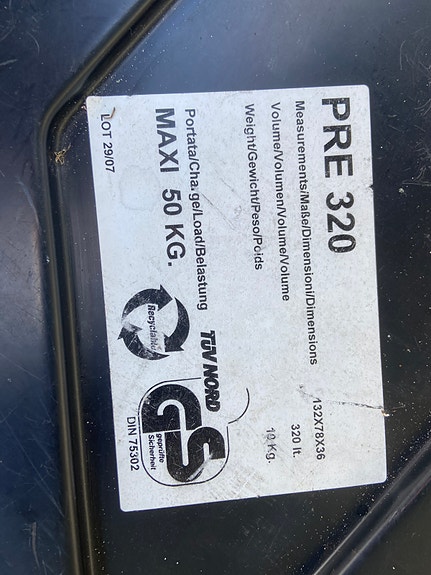 PRE 320
Measurements/Maße/Dimensioni/Dimensions 132X78X36
Volume/Volumen/Volume/Volume 320 lt.
Weight/Gewicht/Peso/Poids 10 Kg.
Portata/Charge/Load/Belastung
MAXI 50 KG.
LOT 29/07
Recyclable
TÜV NORD
GS
geprüfte
Sicherheit
DIN 75302